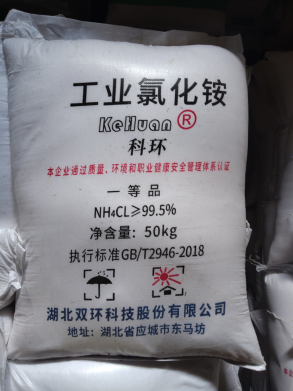 工业氯化铵
KeHuan®
科环
本企业通过质量、环境和职业健康安全管理体系认证
一等品
NH₄CL≥99.5%
净含量：50kg
执行标准GB/T2946-2018
湖北双环科技股份有限公司
地址：湖北省应城市东马坊